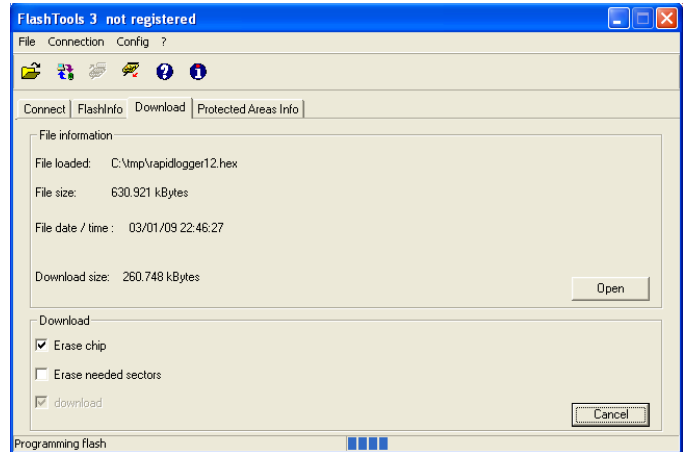 FlashTools 3 not registered
File Connection Config ?
Connect FlashInfo Download Protected Areas Info
File information
File loaded: C:\tmp\rapidlogger12.hex
File size: 630.921 kBytes
File date / time : 03/01/09 22:46:27
Download size: 260.748 kBytes
Open
Download
Erase chip
Erase needed sectors
download
Cancel
Programming flash